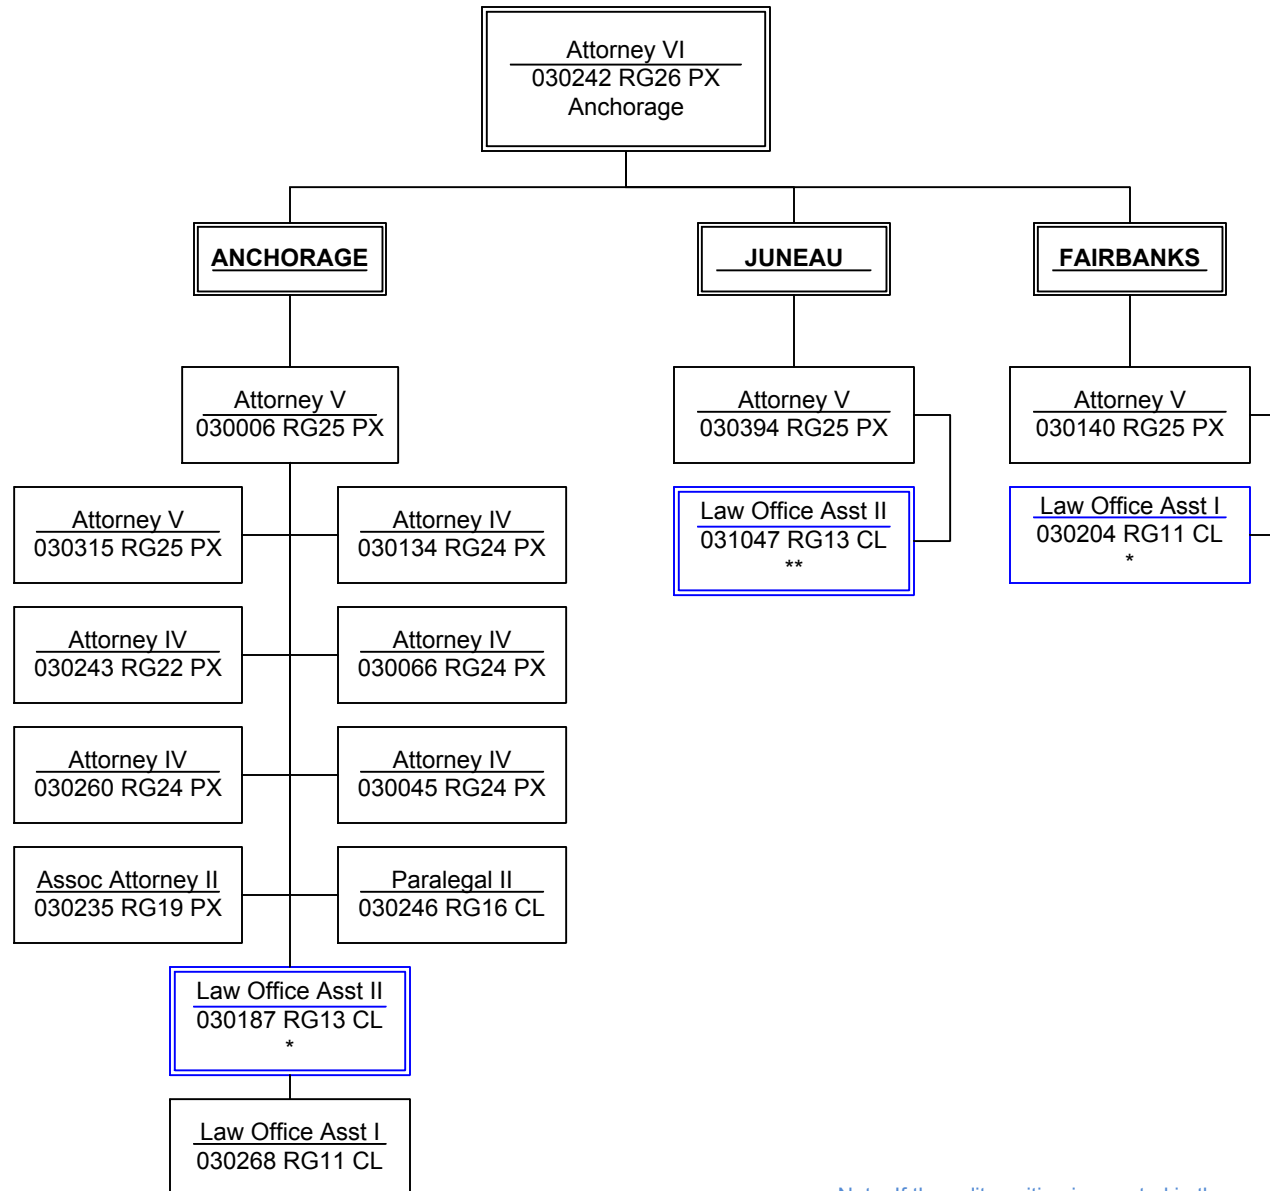 Attorney VI
030242 RG26 PX
Anchorage
ANCHORAGE
JUNEAU
FAIRBANKS
Attorney V
030006 RG25 PX
Attorney V
030394 RG25 PX
Attorney V
030140 RG25 PX
Attorney V
030315 RG25 PX
Attorney IV
030134 RG24 PX
Law Office Asst II
031047 RG13 CL
**
Law Office Asst I
030204 RG11 CL
*
Attorney IV
030243 RG22 PX
Attorney IV
030066 RG24 PX
Attorney IV
030260 RG24 PX
Attorney IV
030045 RG24 PX
Assoc Attorney II
030235 RG19 PX
Paralegal II
030246 RG16 CL
Law Office Asst II
030187 RG13 CL
*
Law Office Asst I
030268 RG11 CL